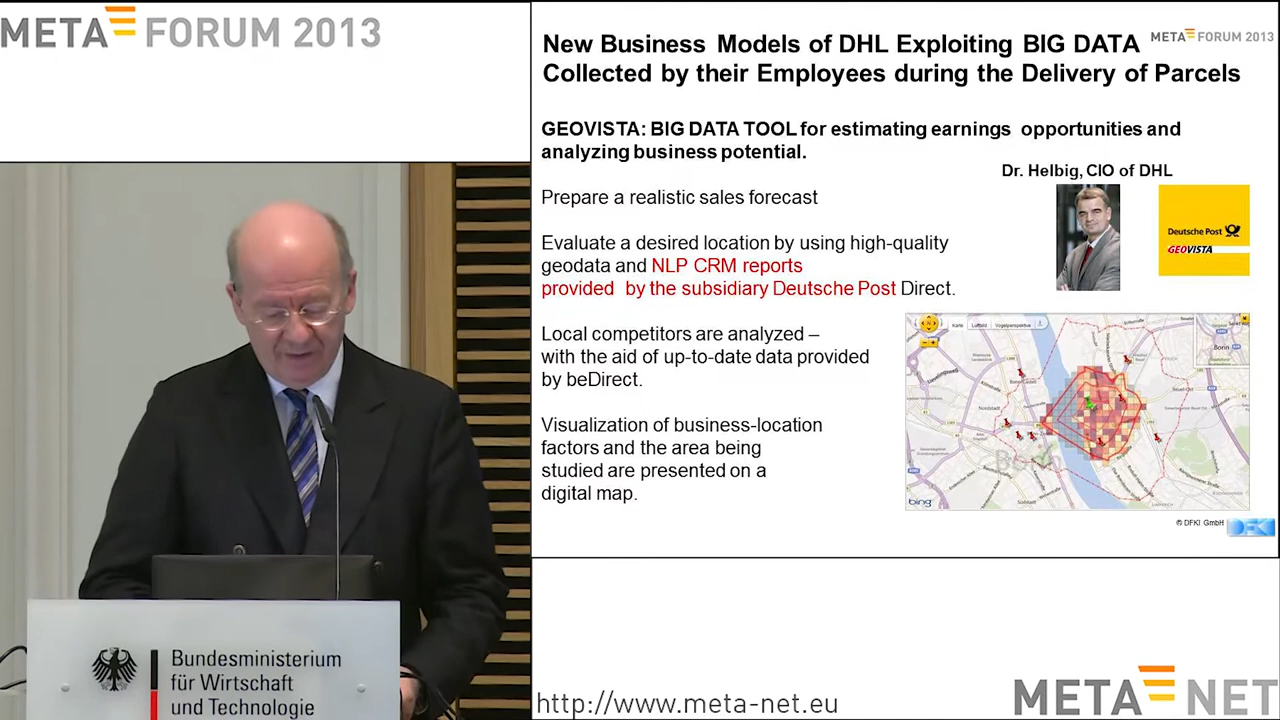 META FORUM 2013
New Business Models of DHL Exploiting BIG DATA
META FORUM 2013
Collected by their Employees during the Delivery of Parcels
GEOVISTA: BIG DATA TOOL for estimating earnings opportunities and
analyzing business potential.
Dr. Helbig, CIO of DHL
Prepare a realistic sales forecast
Deutsche Post
GEOVISTA
Evaluate a desired location by using high-quality
geodata and NLP CRM reports
provided by the subsidiary Deutsche Post Direct.
Local competitors are analyzed –
with the aid of up-to-date data provided
by beDirect.
Visualization of business-location
factors and the area being
studied are presented on a
digital map.
Karte Luftbild Vogelperspektive
Bonn
bing
© DFKI GmbH
DFKI
Bundesministerium
für Wirtschaft
und Technologie
http://www.meta-net.eu
META NET